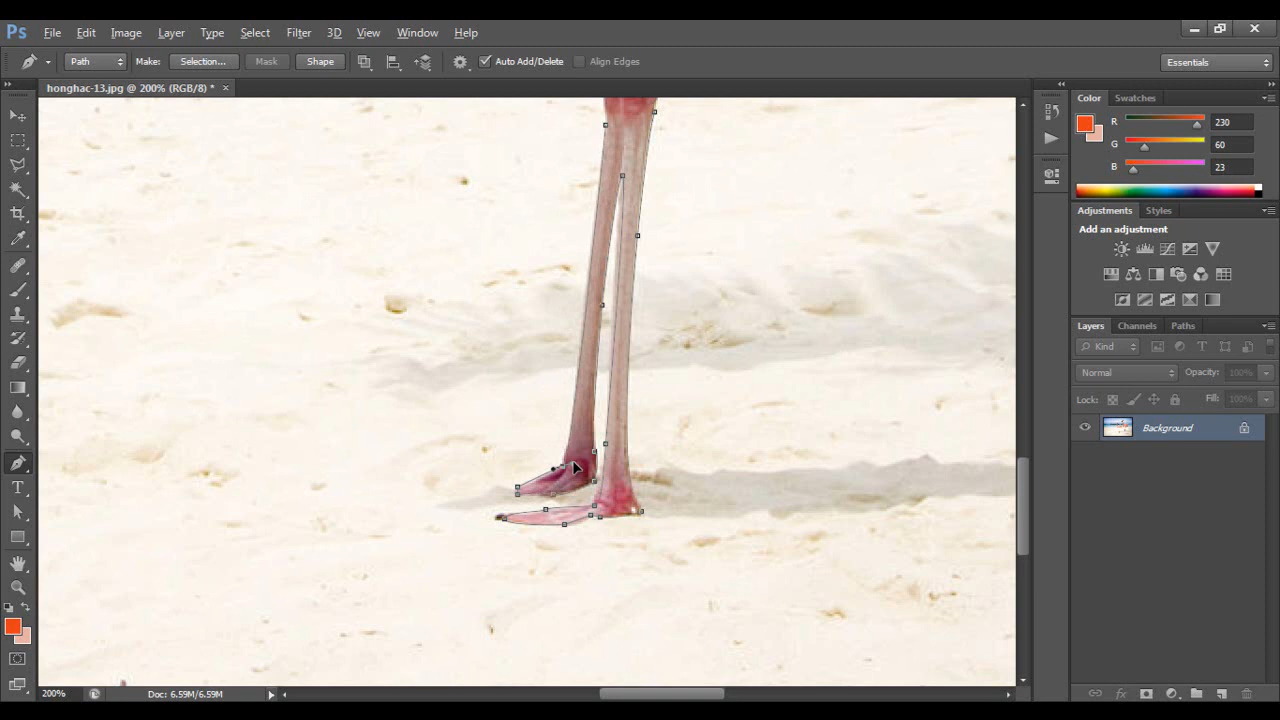 Ps File Edit Image Layer Type Select Filter 3D View Window Help
Path Make: Selection... Mask Shape Auto Add/Delete Align Edges Essentials
honghac-13.jpg @ 200% (RGB/8) *
Color Swatches
R 230
G 60
B 23
Adjustments Styles
Add an adjustment
Layers Channels Paths
Kind
Normal Opacity: 100%
Lock: Fill: 100%
Background
200% Doc: 6.59M/6.59M